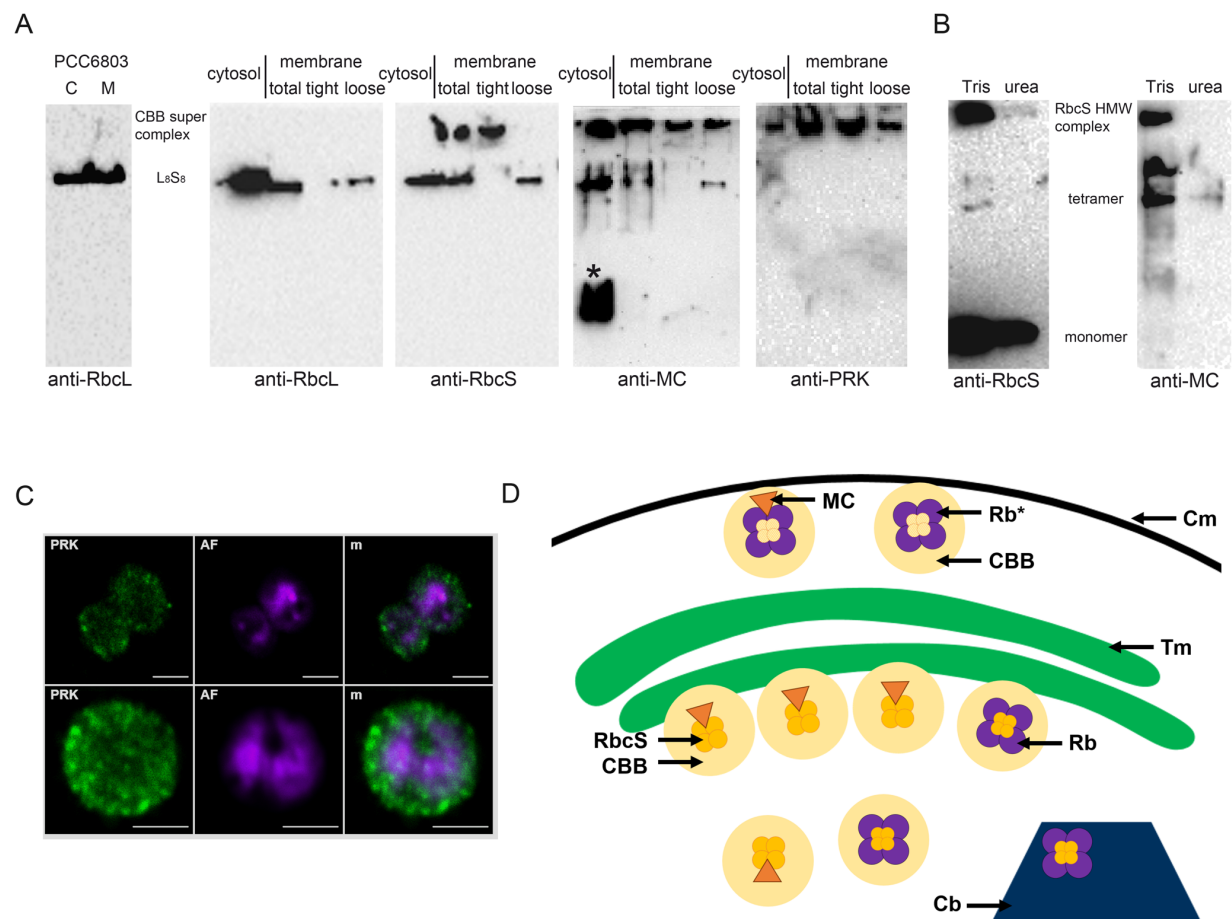 A
PCC6803
C M
CBB super
complex
L₈S₈
anti-RbcL
cytosol
membrane
total tight loose
anti-RbcL
cytosol
membrane
total tight loose
anti-RbcS
cytosol
membrane
total tight loose
*
anti-MC
cytosol
membrane
total tight loose
anti-PRK
B
Tris urea
RbcS HMW
complex
tetramer
monomer
anti-RbcS
Tris urea
anti-MC
C
PRK AF m
PRK AF m
D
MC
Rb*
Cm
CBB
Tm
RbcS
CBB
Rb
Cb